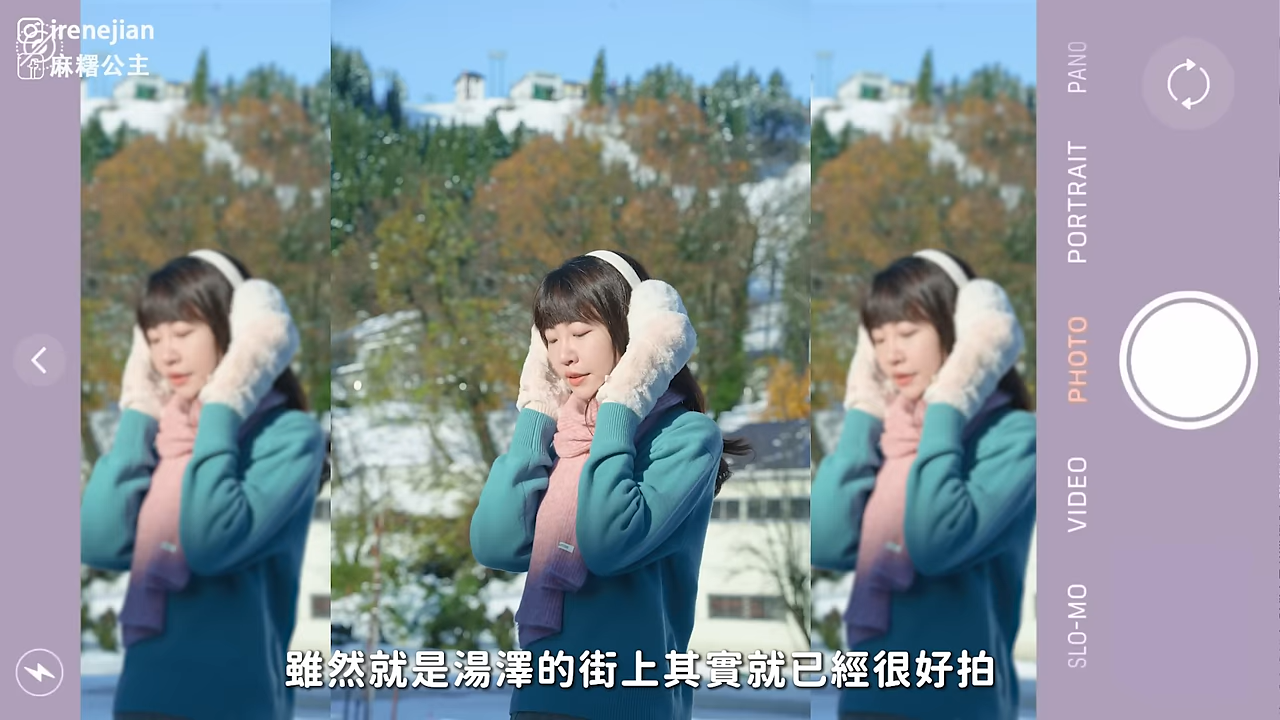 irenejian
麻糬公主
PANO
PORTRAIT
PHOTO
VIDEO
SLO-MO
雖然就是湯澤的街上其實就已經很好拍